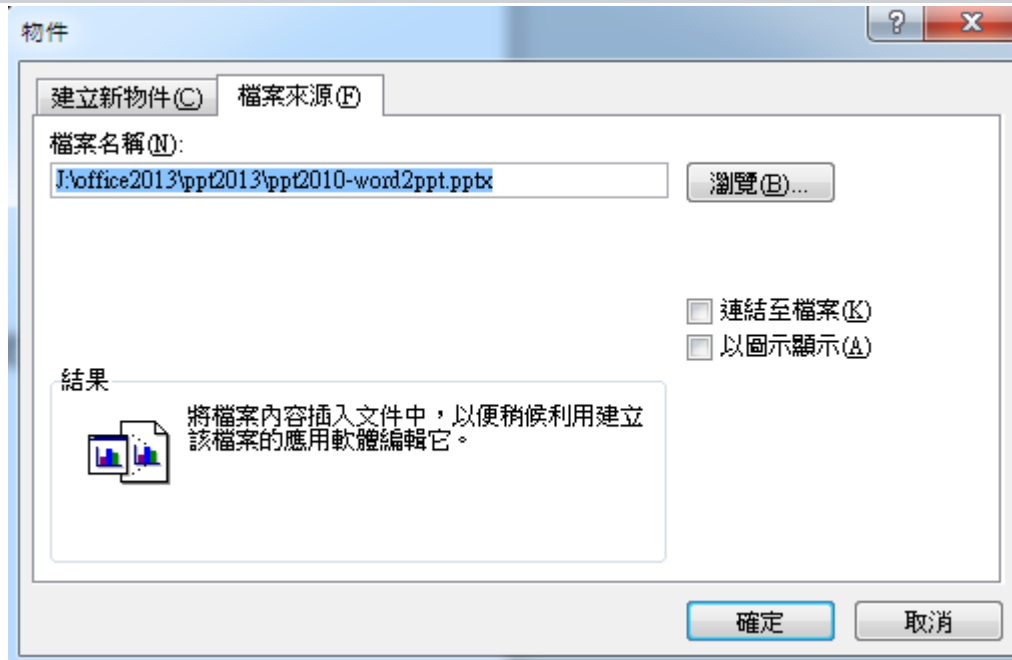 物件
建立新物件(C)
檔案來源(F)
檔案名稱(N):
J:\office2013\ppt2013\ppt2010-word2ppt.pptx
瀏覽(B)...
連結至檔案(K)
以圖示顯示(A)
結果
將檔案內容插入文件中，以便稍候利用建立
該檔案的應用軟體編輯它。
確定
取消